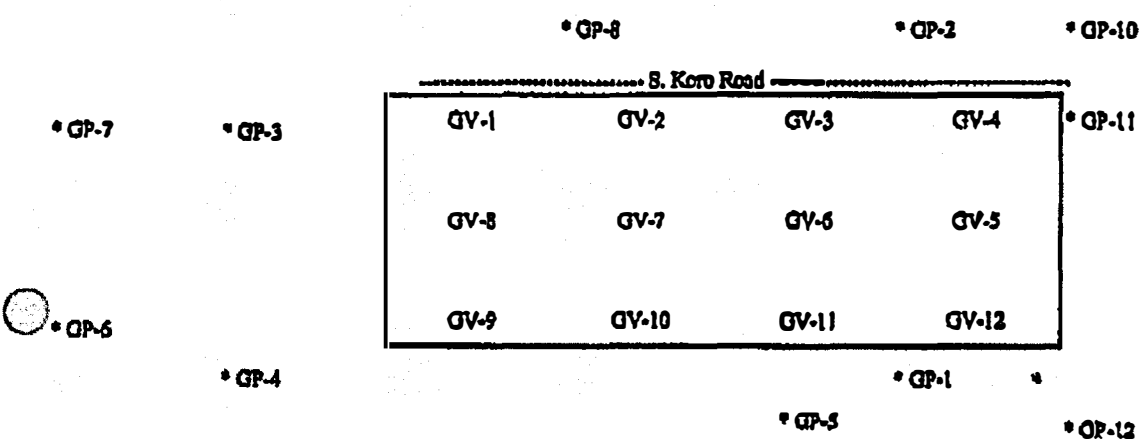 * GP-8 * GP-2 * GP-10
S. Koro Road
* GP-7 * GP-3 GV-1 GV-2 GV-3 GV-4 * GP-11
GV-8 GV-7 GV-6 GV-5
* GP-6 GV-9 GV-10 GV-11 GV-12
* GP-4 * GP-1 *
* GP-5 * GP-12